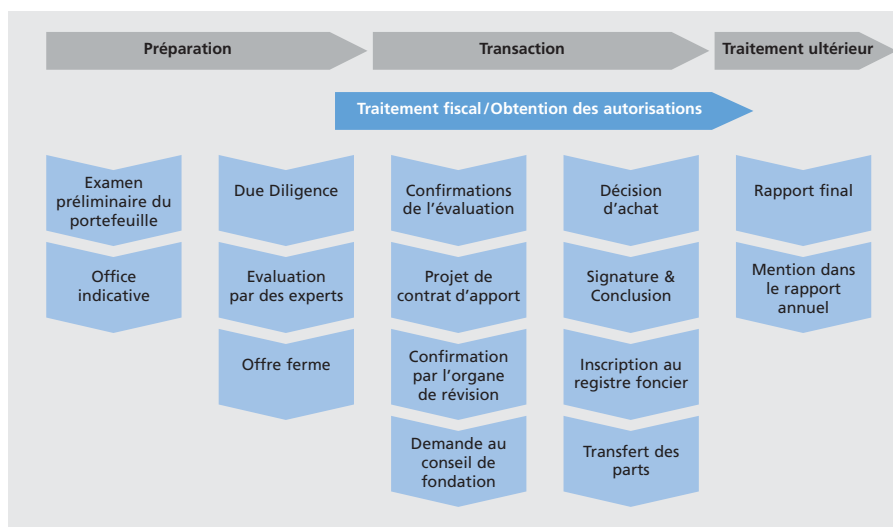 Préparation
Transaction
Traitement ultérieur
Traitement fiscal/Obtention des autorisations
Examen
préliminaire du
portefeuille
Office
indicative
Due Diligence
Evaluation
par des experts
Offre ferme
Confirmations
de l'évaluation
Projet de
contrat d'apport
Confirmation
par l'organe
de révision
Demande au
conseil de
fondation
Décision
d'achat
Signature &
Conclusion
Inscription au
registre foncier
Transfert des
parts
Rapport final
Mention dans
le rapport
annuel